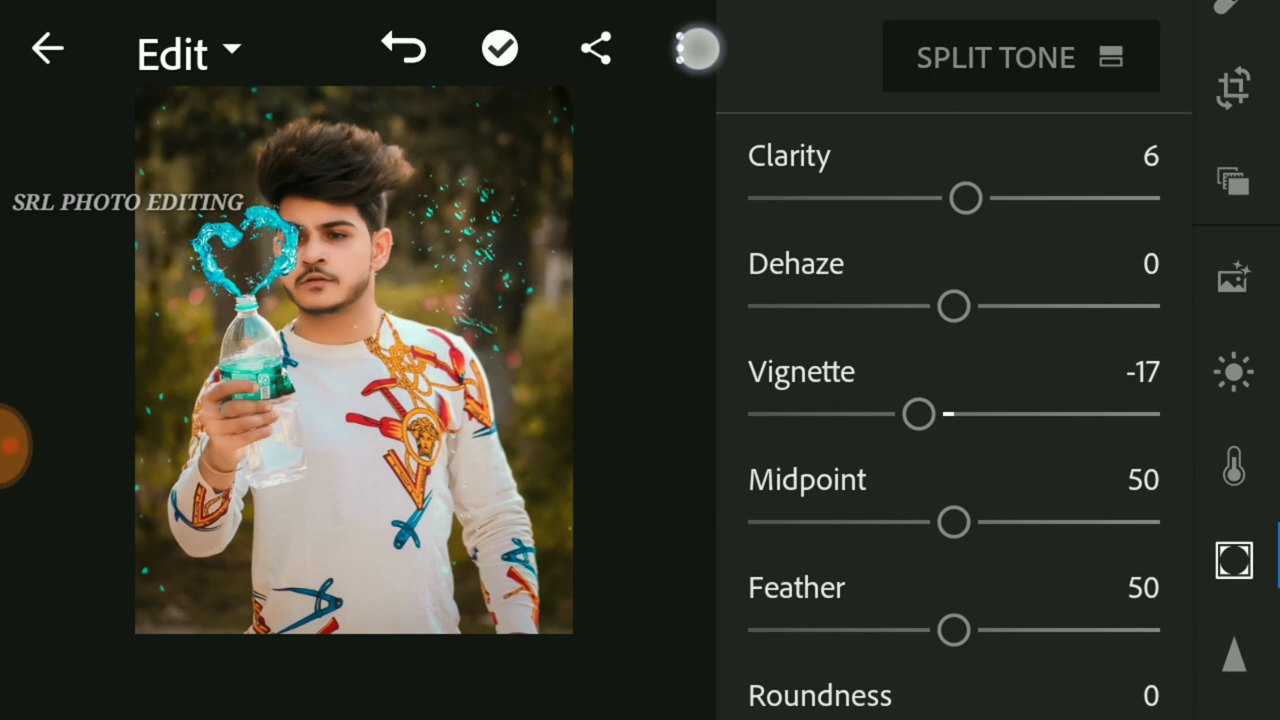 Edit
SPLIT TONE
SRL PHOTO EDITING
Clarity 6
Dehaze 0
Vignette -17
Midpoint 50
Feather 50
Roundness 0